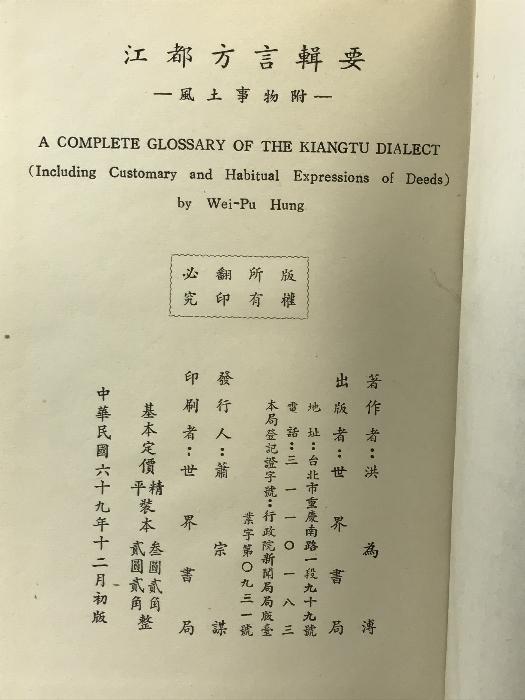 江都方言輯要
—風土事物附—
A COMPLETE GLOSSARY OF THE KIANGTU DIALECT
(Including Customary and Habitual Expressions of Deeds)
by Wei-Pu Hung
版權
所有
翻印
必究
著作者：洪為溥
出版者：世界書局
地址：台北市重慶南路一段九十九號
電話：三一一〇一八三
本局登記證字號：行政院新聞局局版臺
業字第〇九三一號
發行人：蕭宗謀
印刷者：世界書局
基本定價精裝本叁圓貳角
平裝本貳圓貳角整
中華民國六十九年十二月初版